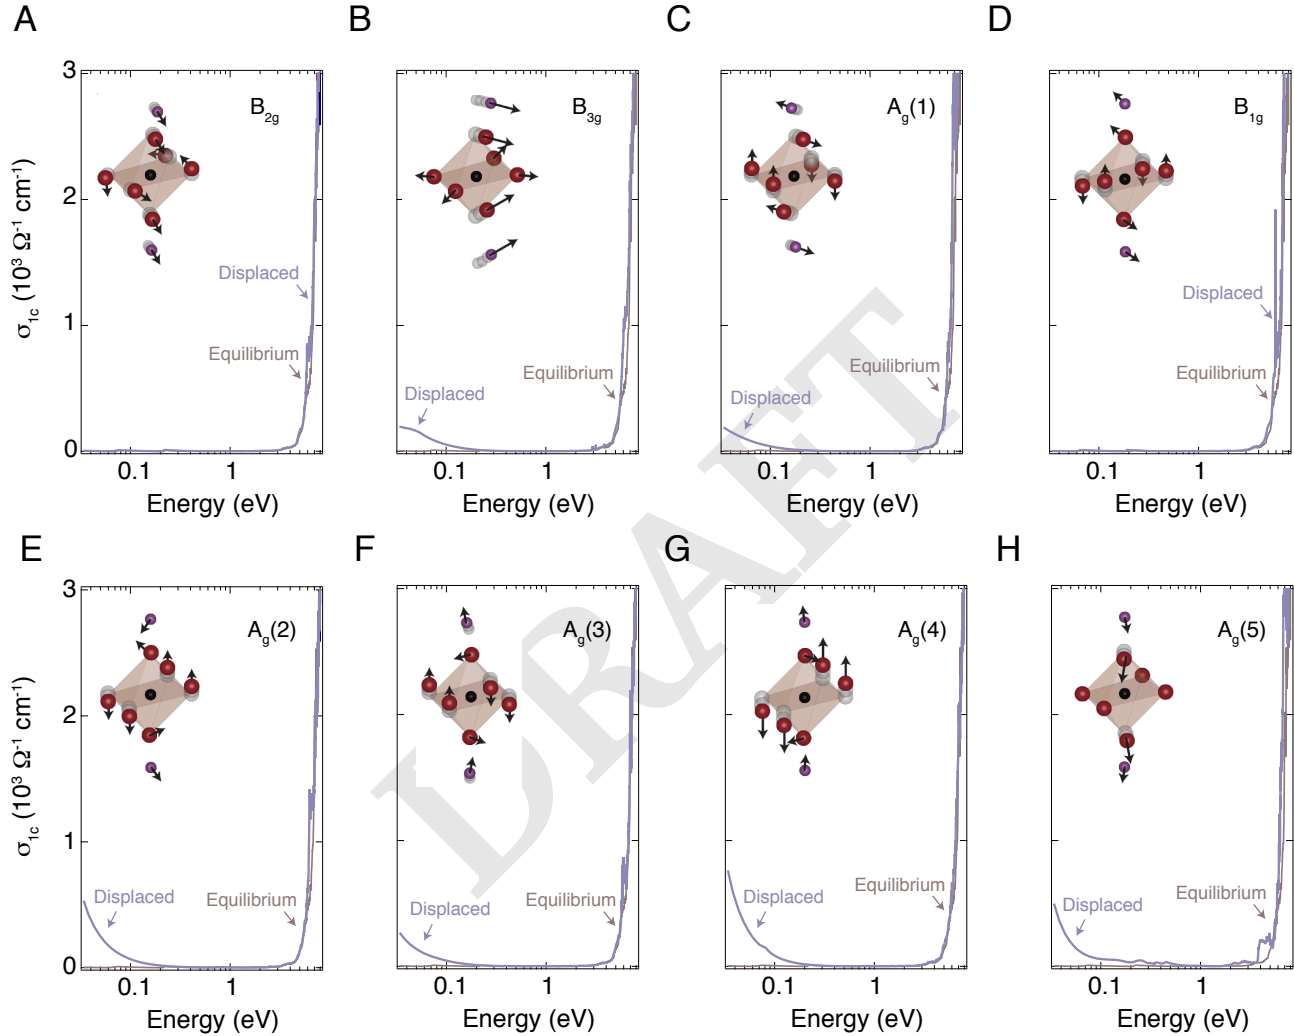 A
B
C
D
3
2
1
0
σ1c (10³ Ω⁻¹ cm⁻¹)
B2g
Displaced
Equilibrium
0.1
1
Energy (eV)
B3g
Displaced
Equilibrium
0.1
1
Energy (eV)
Ag(1)
Displaced
Equilibrium
0.1
1
Energy (eV)
B1g
Displaced
Equilibrium
0.1
1
Energy (eV)
DRAFT
E
F
G
H
3
2
1
0
σ1c (10³ Ω⁻¹ cm⁻¹)
Ag(2)
Displaced
Equilibrium
0.1
1
Energy (eV)
Ag(3)
Displaced
Equilibrium
0.1
1
Energy (eV)
Ag(4)
Displaced
Equilibrium
0.1
1
Energy (eV)
Ag(5)
Displaced
Equilibrium
0.1
1
Energy (eV)